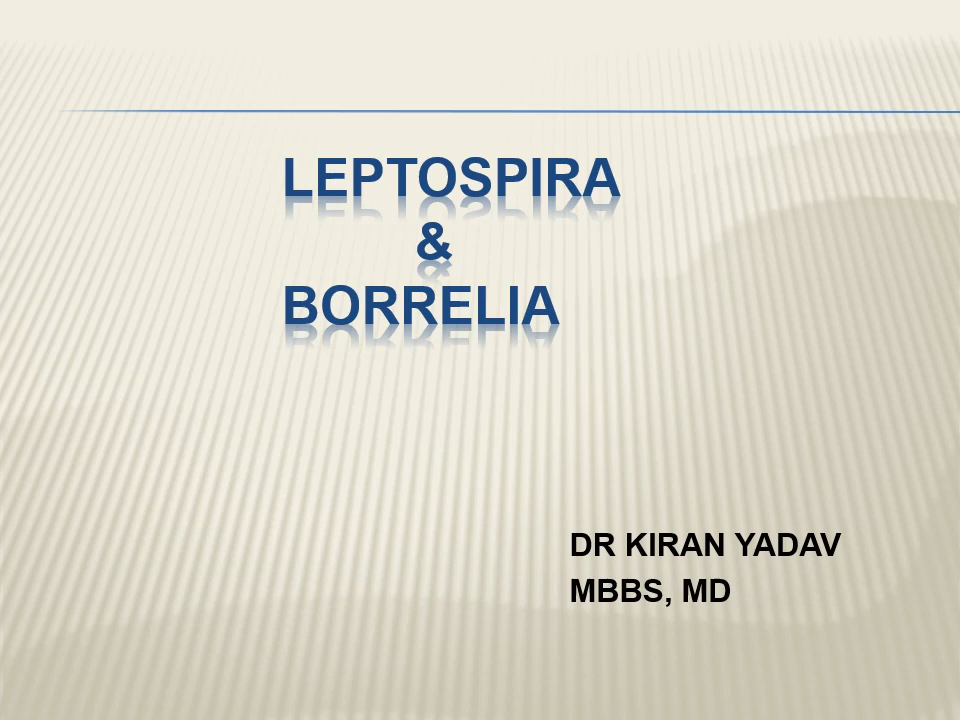 LEPTOSPIRA
&
BORRELIA
DR KIRAN YADAV
MBBS, MD